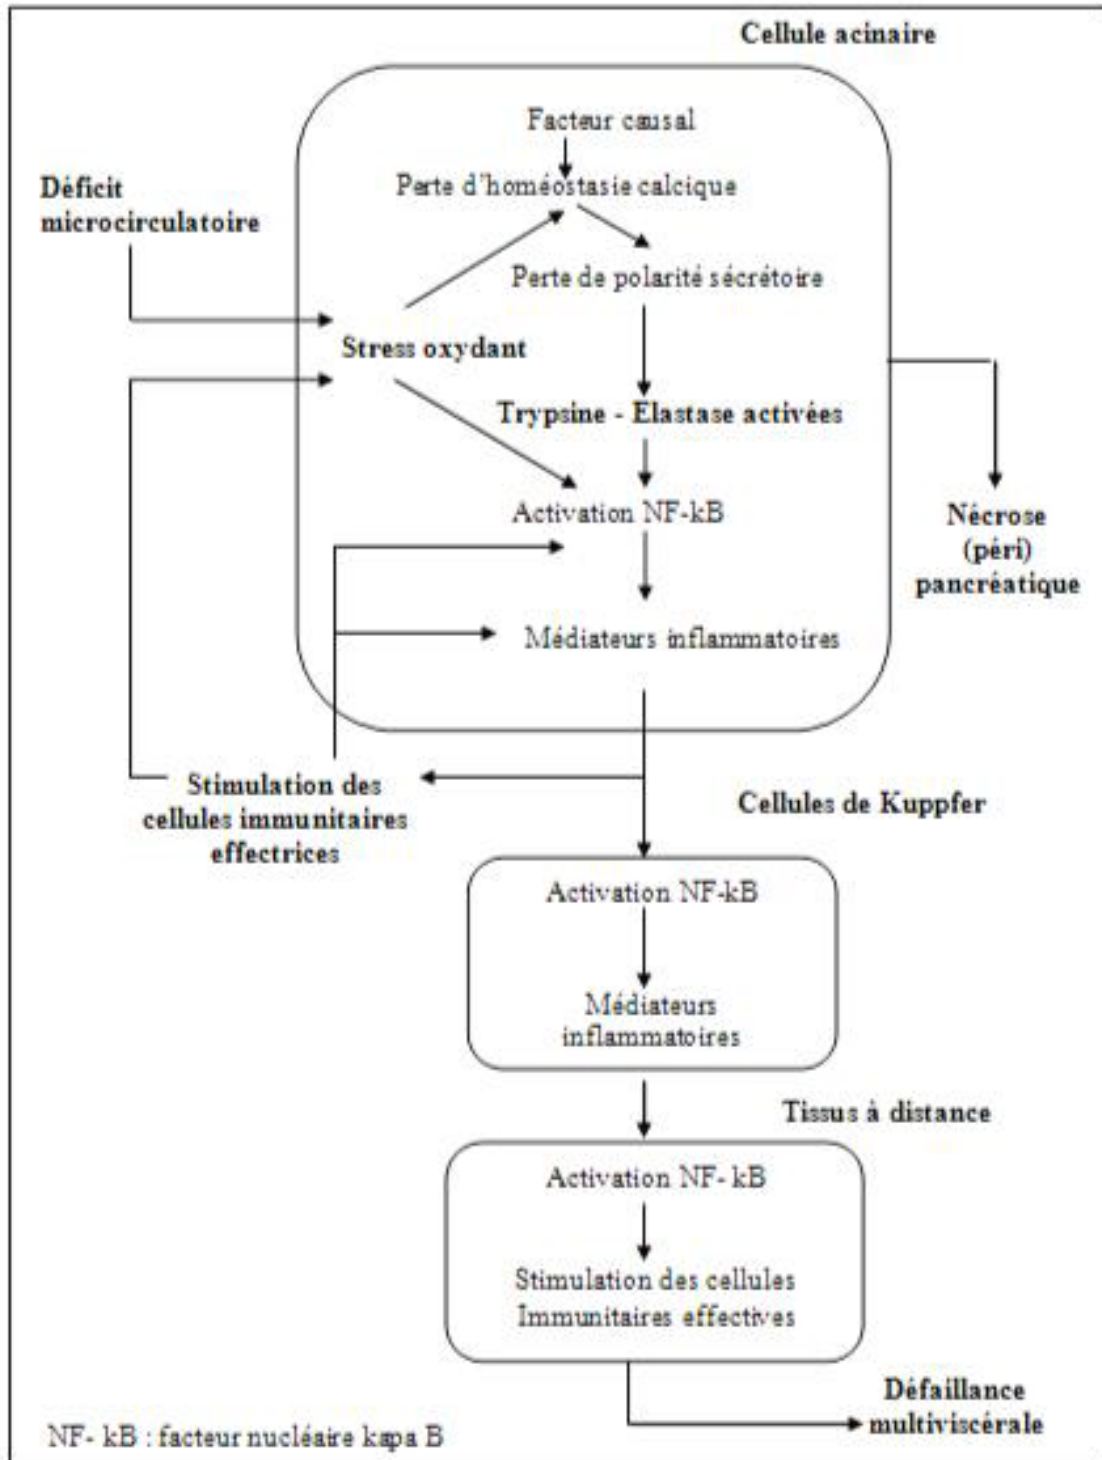 Cellule acinaire
Facteur causal
Perte d'homéostasie calcique
Déficit
microcirculatoire
Perte de polarité sécrétoire
Stress oxydant
Trypsine - Elastase activées
Activation NF-kB
Nécrose
(péri)
pancréatique
Médiateurs inflammatoires
Stimulation des
cellules immunitaires
effectrices
Cellules de Kuppfer
Activation NF-kB
Médiateurs
inflammatoires
Tissus à distance
Activation NF- kB
Stimulation des cellules
Immunitaires effectives
Défaillance
multiviscérale
NF- kB : facteur nucléaire kapa B